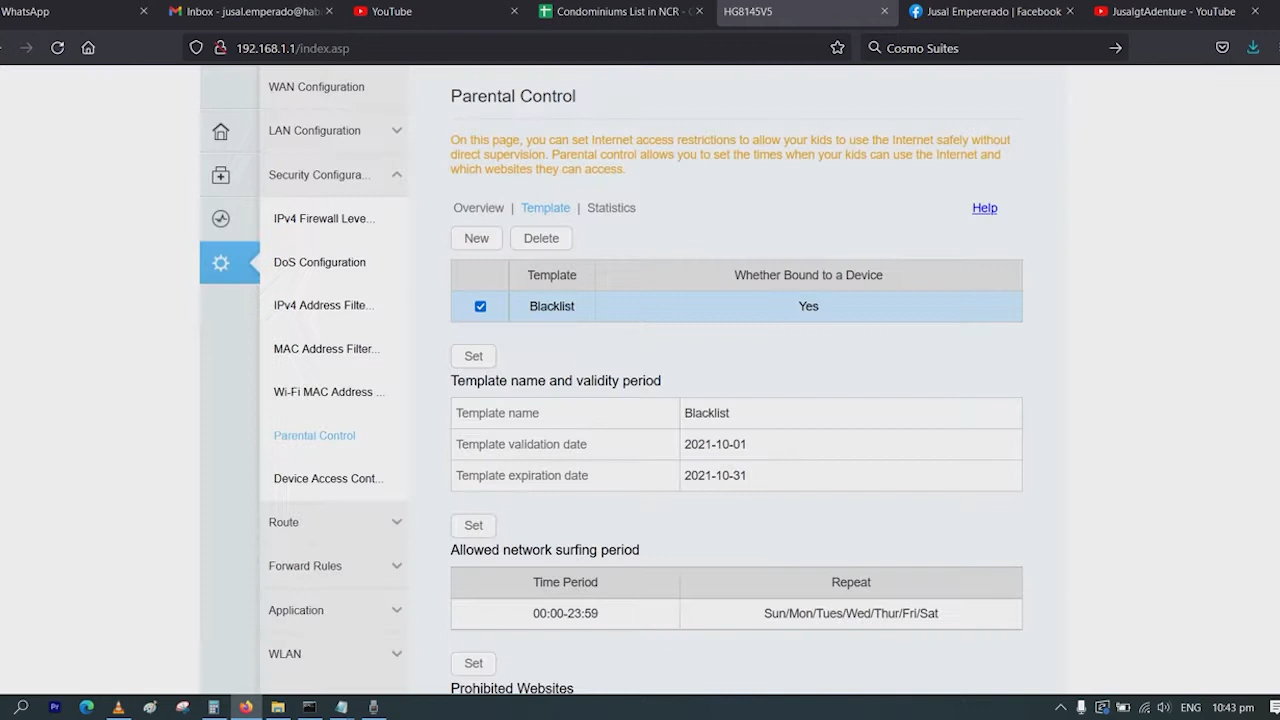 WhatsApp
Inbox - jusal.emperado@hab
YouTube
Condominiums List in NCR - G
HG8145V5
Jusal Empererado | Facebook
JusalgtAdenture - YouTube
192.168.1.1/index.asp
Cosmo Suites
WAN Configuration
LAN Configuration
Security Configura...
IPv4 Firewall Leve...
DoS Configuration
IPv4 Address Filte...
MAC Address Filter...
Wi-Fi MAC Address ...
Parental Control
Device Access Cont...
Route
Forward Rules
Application
WLAN
Parental Control
On this page, you can set Internet access restrictions to allow your kids to use the Internet safely without
direct supervision. Parental control allows you to set the times when your kids can use the Internet and
which websites they can access.
Overview | Template | Statistics
Help
New
Delete
Template
Whether Bound to a Device
Blacklist
Yes
Set
Template name and validity period
Template name
Blacklist
Template validation date
2021-10-01
Template expiration date
2021-10-31
Set
Allowed network surfing period
Time Period
Repeat
00:00-23:59
Sun/Mon/Tues/Wed/Thur/Fri/Sat
Set
Prohibited Websites
Pr
ENG
10:43 pm